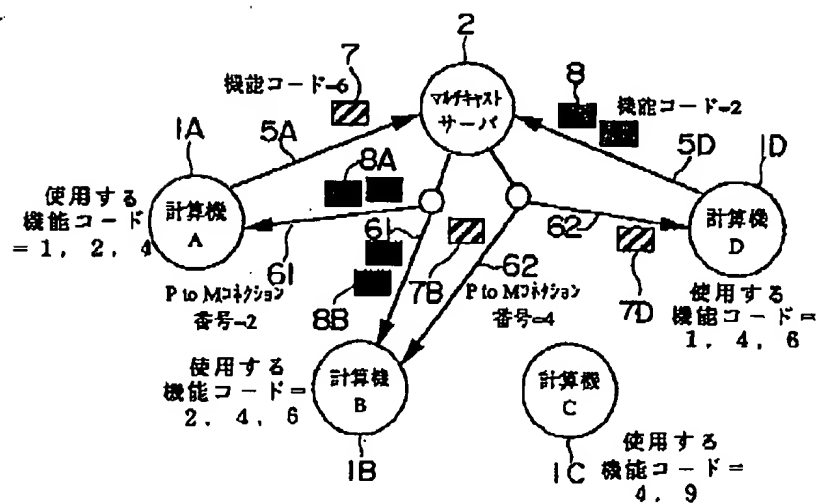 2
7
機能コード=6
マルチキャスト
サーバ
8
機能コード=2
1A
5A
5D
1D
8A
使用する
機能コード
=1, 2, 4
計算機
A
61
61
7B
62
62
計算機
D
7D
P to Mコネクション
番号=2
8B
P to Mコネクション
番号=4
使用する
機能コード=
1, 4, 6
使用する
機能コード=
2, 4, 6
計算機
B
計算機
C
1B
1C
使用する
機能コード=
4, 9